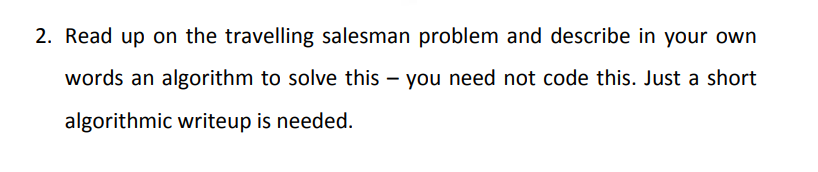 2. Read up on the travelling salesman problem and describe in your own
words an algorithm to solve this – you need not code this. Just a short
algorithmic writeup is needed.